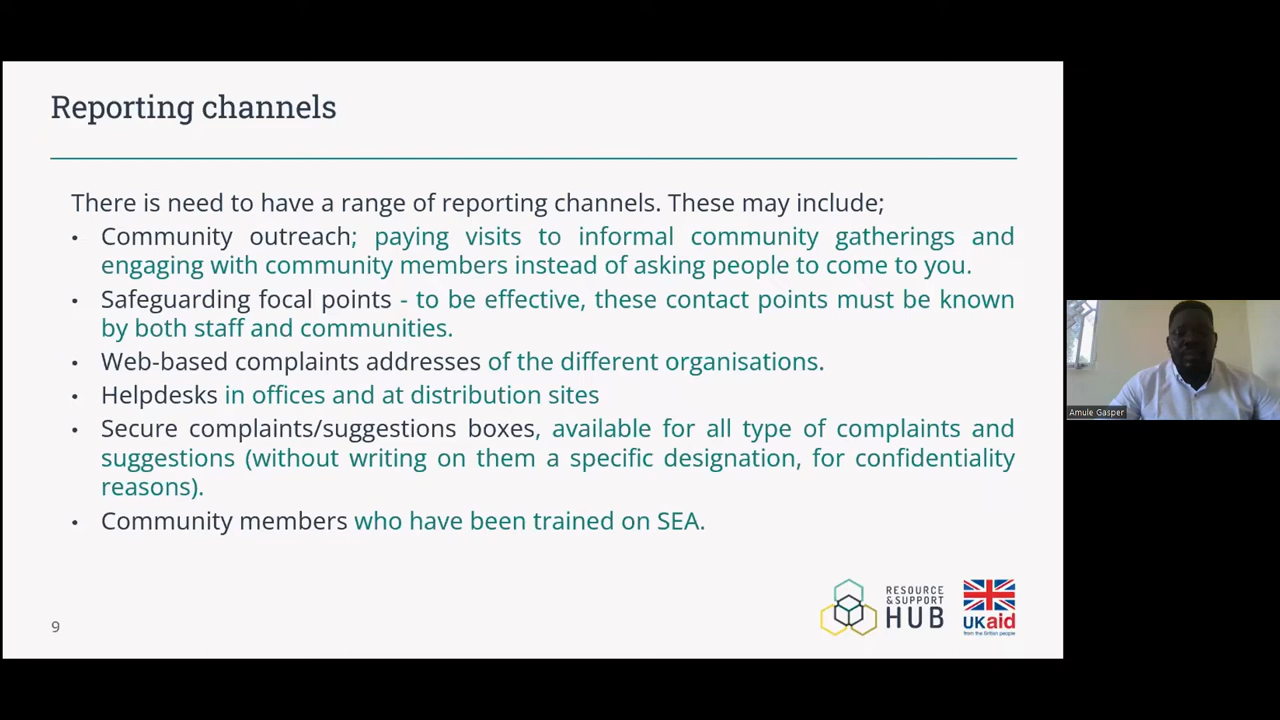 Reporting channels
There is need to have a range of reporting channels. These may include;
• Community outreach; paying visits to informal community gatherings and
engaging with community members instead of asking people to come to you.
• Safeguarding focal points - to be effective, these contact points must be known
by both staff and communities.
• Web-based complaints addresses of the different organisations.
• Helpdesks in offices and at distribution sites
• Secure complaints/suggestions boxes, available for all type of complaints and
suggestions (without writing on them a specific designation, for confidentiality
reasons).
• Community members who have been trained on SEA.
RESOURCE
&SUPPORT
HUB
UKaid
from the British people
9
Amule Gasper